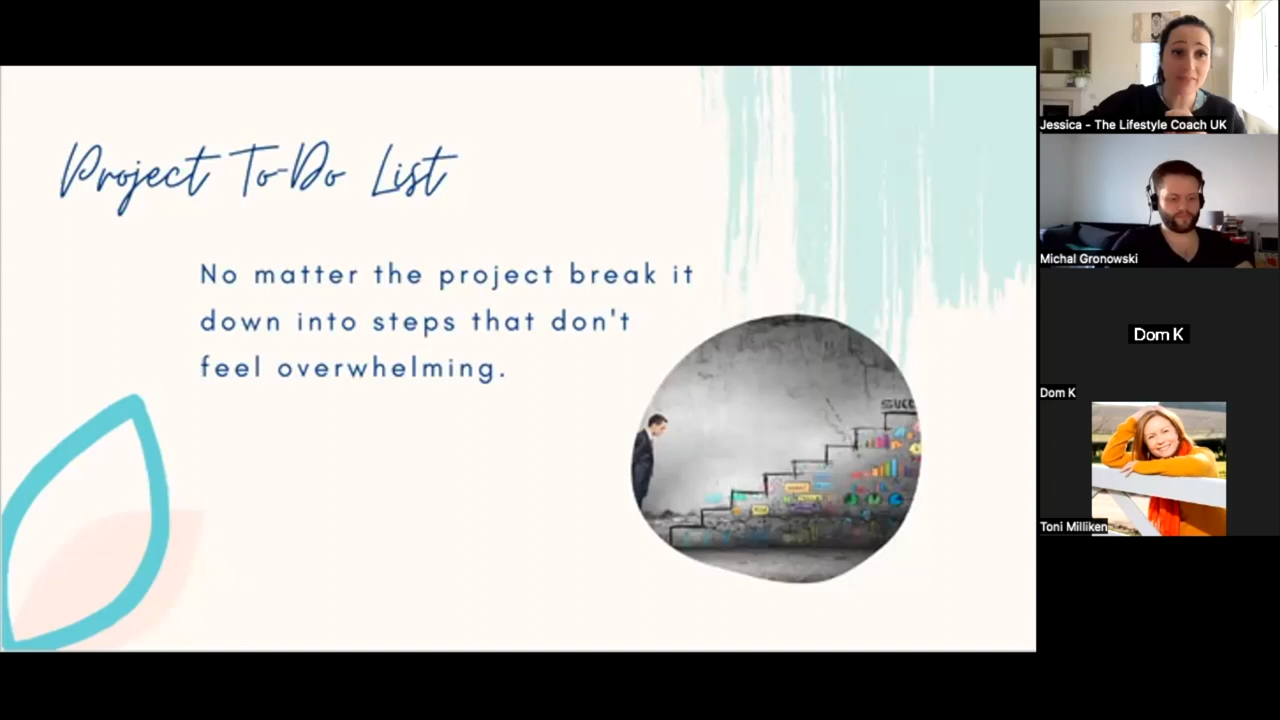 Project To-Do List
No matter the project break it
down into steps that don't
feel overwhelming.
SUCC
Jessica - The Lifestyle Coach UK
Michal Gronowski
Dom K
Dom K
Toni Milliken